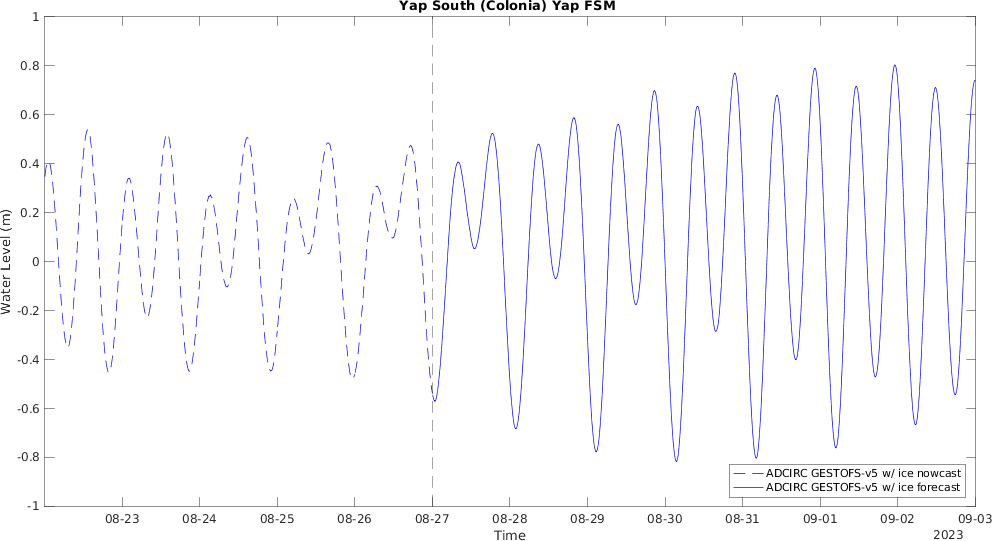 Yap South (Colonia) Yap FSM
1
0.8
0.6
0.4
0.2
0
-0.2
-0.4
-0.6
-0.8
-1
Water Level (m)
ADCIRC GESTOFS-v5 w/ ice nowcast
ADCIRC GESTOFS-v5 w/ ice forecast
08-23 08-24 08-25 08-26 08-27 08-28 08-29 08-30 08-31 09-01 09-02 09-03
Time
2023